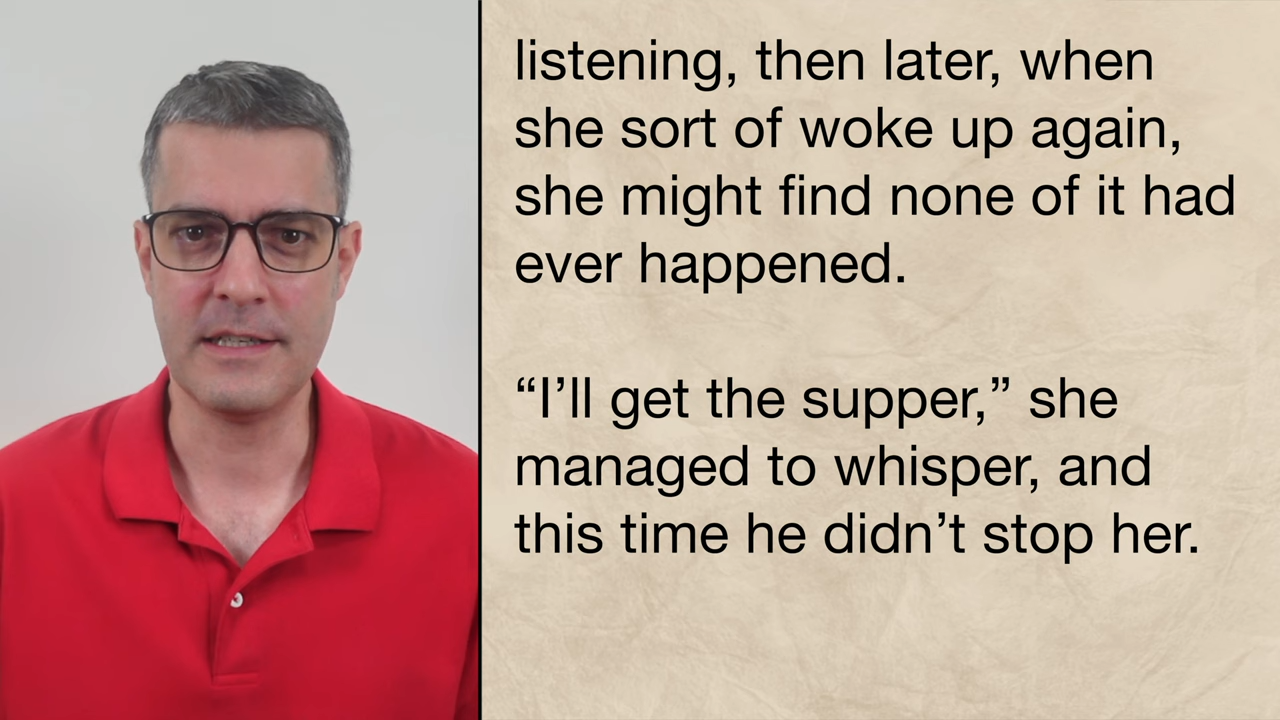 listening, then later, when
she sort of woke up again,
she might find none of it had
ever happened.
“I’ll get the supper,” she
managed to whisper, and
this time he didn’t stop her.